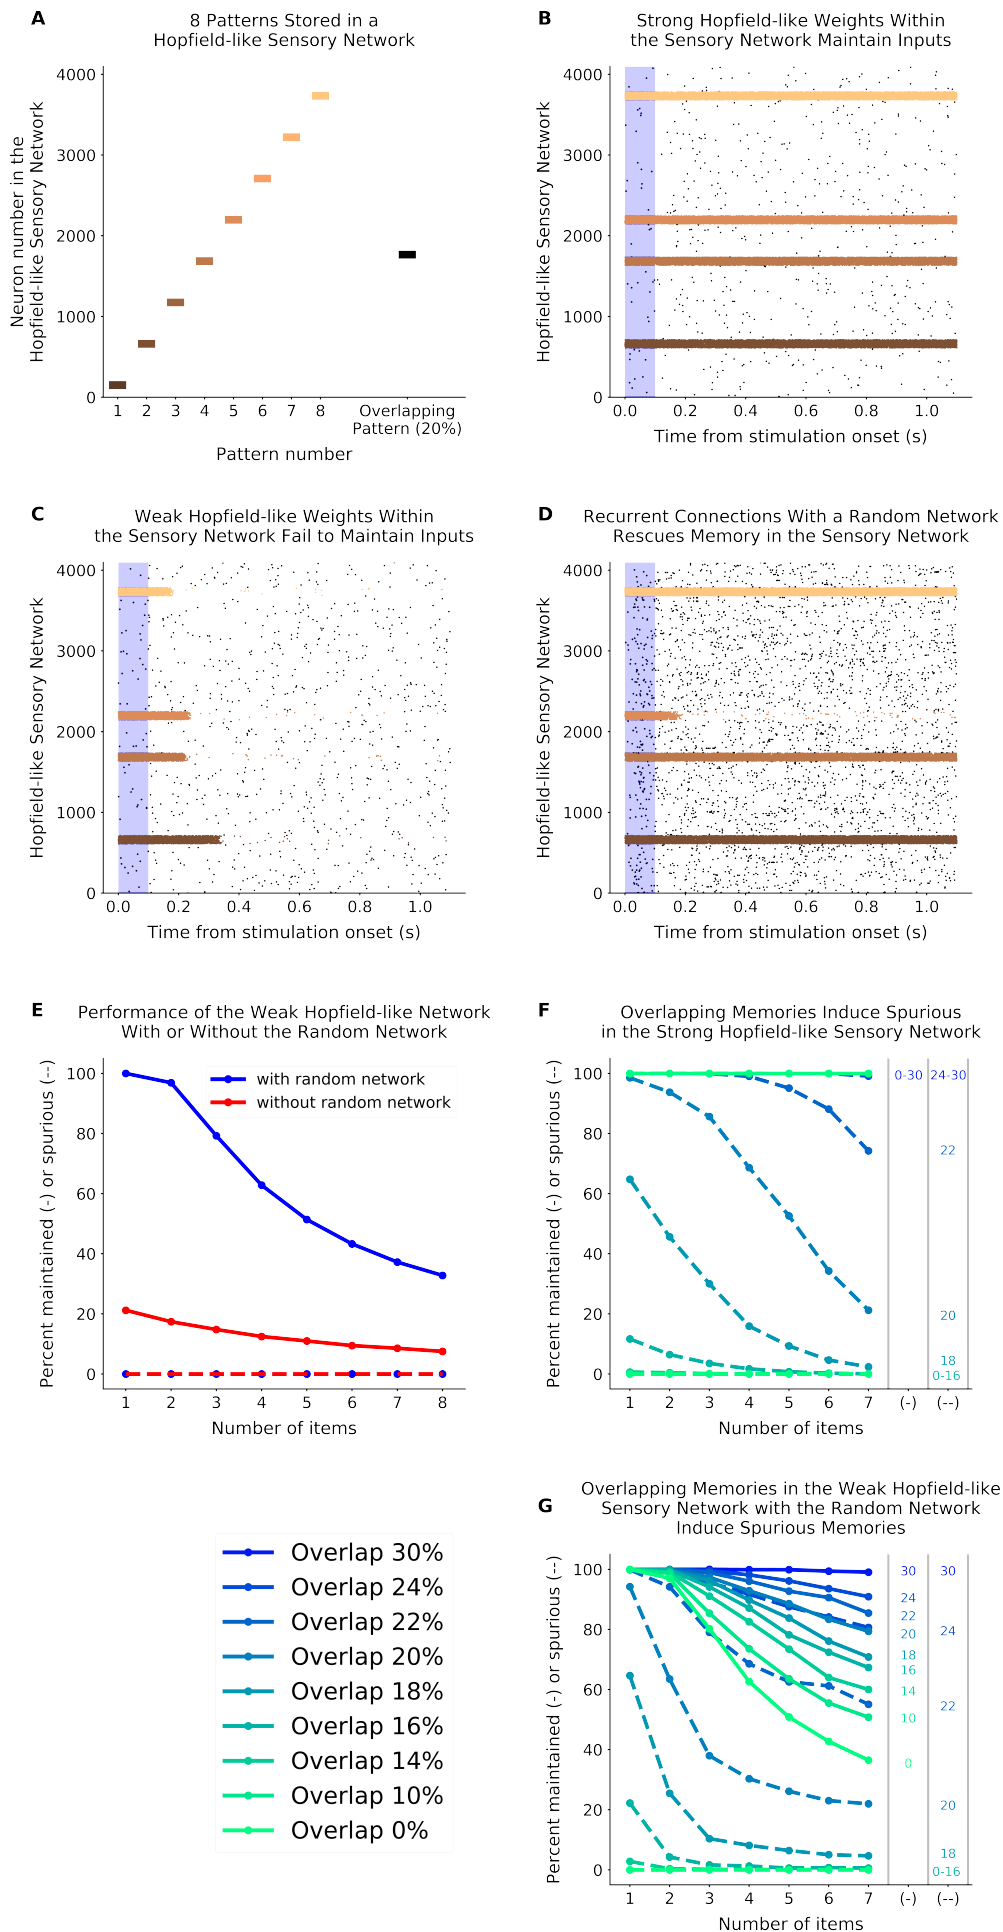 A
8 Patterns Stored in a
Hopfield-like Sensory Network
Neuron number in the
Hopfield-like Sensory Network
4000
3000
2000
1000
0
1 2 3 4 5 6 7 8 Overlapping
Pattern (20%)
Pattern number
B
Strong Hopfield-like Weights Within
the Sensory Network Maintain Inputs
Hopfield-like Sensory Network
4000
3000
2000
1000
0
0.0 0.2 0.4 0.6 0.8 1.0
Time from stimulation onset (s)
C
Weak Hopfield-like Weights Within
the Sensory Network Fail to Maintain Inputs
Hopfield-like Sensory Network
4000
3000
2000
1000
0
0.0 0.2 0.4 0.6 0.8 1.0
Time from stimulation onset (s)
D
Recurrent Connections With a Random Network
Rescues Memory in the Sensory Network
Hopfield-like Sensory Network
4000
3000
2000
1000
0
0.0 0.2 0.4 0.6 0.8 1.0
Time from stimulation onset (s)
E
Performance of the Weak Hopfield-like Network
With or Without the Random Network
Percent maintained (-) or spurious (--)
100
80
60
40
20
0
with random network
without random network
1 2 3 4 5 6 7 8
Number of items
F
Overlapping Memories Induce Spurious
in the Strong Hopfield-like Sensory Network
Percent maintained (-) or spurious (--)
100
80
60
40
20
0
0-30 24-30
22
20
18
0-16
1 2 3 4 5 6 7 (-) (--)
Number of items
Overlap 30%
Overlap 24%
Overlap 22%
Overlap 20%
Overlap 18%
Overlap 16%
Overlap 14%
Overlap 10%
Overlap 0%
G
Overlapping Memories in the Weak Hopfield-like
Sensory Network with the Random Network
Induce Spurious Memories
Percent maintained (-) or spurious (--)
100
80
60
40
20
0
30
24
22
20
18
16
14
10
0
30
24
22
20
18
0-16
1 2 3 4 5 6 7 (-) (--)
Number of items